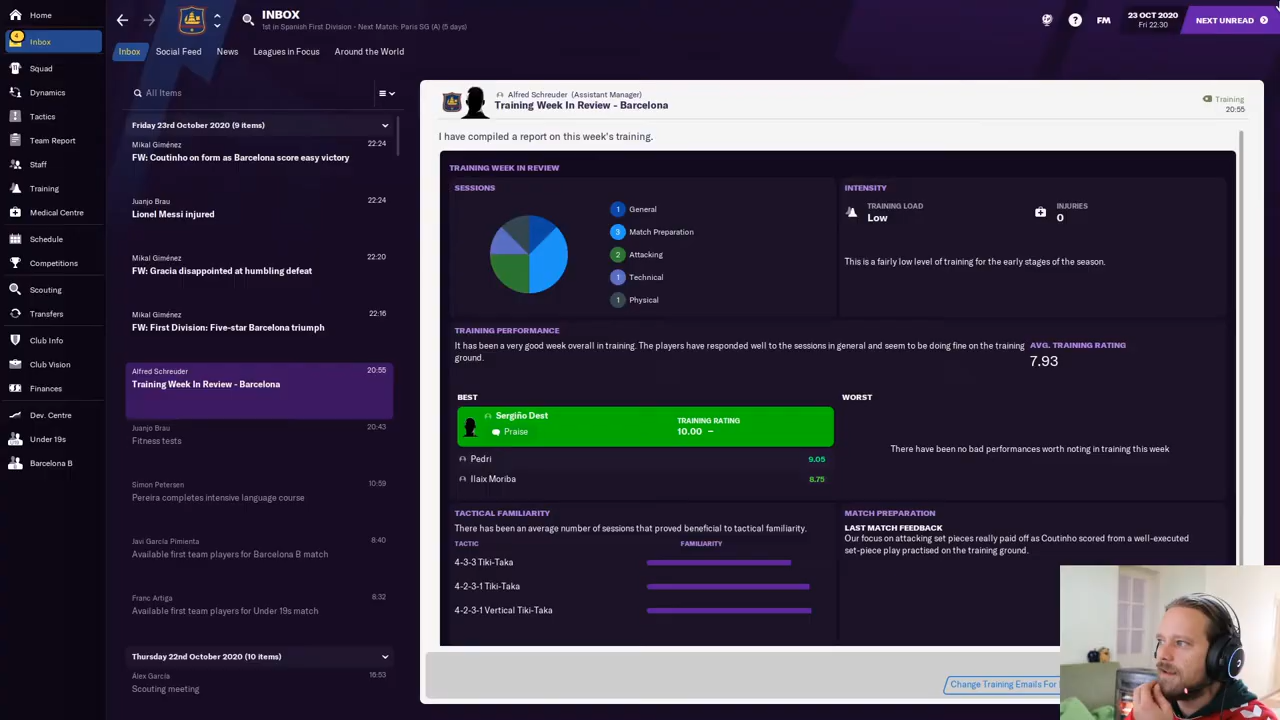 Home
4
Inbox
Squad
Dynamics
Tactics
Team Report
Staff
Training
Medical Centre
Schedule
Competitions
Scouting
Transfers
Club Info
Club Vision
Finances
Dev. Centre
Under 19s
Barcelona B
INBOX
1st in Spanish First Division - Next Match: Paris SG (A) (5 days)
?
FM
23 OCT 2020
Fri 22:30
NEXT UNREAD
Inbox
Social Feed
News
Leagues in Focus
Around the World
All Items
Friday 23rd October 2020 (9 items)
Mikal Giménez 22:24
FW: Coutinho on form as Barcelona score easy victory
Juanjo Brau 22:24
Lionel Messi injured
Mikal Giménez 22:20
FW: Gracia disappointed at humbling defeat
Mikal Giménez 22:16
FW: First Division: Five-star Barcelona triumph
Alfred Schreuder 20:55
Training Week In Review - Barcelona
Juanjo Brau 20:43
Fitness tests
Simon Petersen 10:59
Pereira completes intensive language course
Javi García Pimienta 8:40
Available first team players for Barcelona B match
Franc Artiga 8:32
Available first team players for Under 19s match
Thursday 22nd October 2020 (10 items)
Álex García 16:53
Scouting meeting
Alfred Schreuder (Assistant Manager)
Training Week In Review - Barcelona
Training
20:55
I have compiled a report on this week's training.
TRAINING WEEK IN REVIEW
SESSIONS
1 General
3 Match Preparation
2 Attacking
1 Technical
1 Physical
INTENSITY
TRAINING LOAD
Low
INJURIES
0
This is a fairly low level of training for the early stages of the season.
TRAINING PERFORMANCE
It has been a very good week overall in training. The players have responded well to the sessions in general and seem to be doing fine on the training
ground.
AVG. TRAINING RATING
7.93
BEST
Sergiño Dest
Praise
TRAINING RATING
10.00 –
Pedri 9.05
Ilaix Moriba 8.75
WORST
There have been no bad performances worth noting in training this week
TACTICAL FAMILIARITY
There has been an average number of sessions that proved beneficial to tactical familiarity.
TACTIC FAMILIARITY
4-3-3 Tiki-Taka
4-2-3-1 Tiki-Taka
4-2-3-1 Vertical Tiki-Taka
MATCH PREPARATION
LAST MATCH FEEDBACK
Our focus on attacking set pieces really paid off as Coutinho scored from a well-executed
set-piece play practised on the training ground.
Change Training Emails For